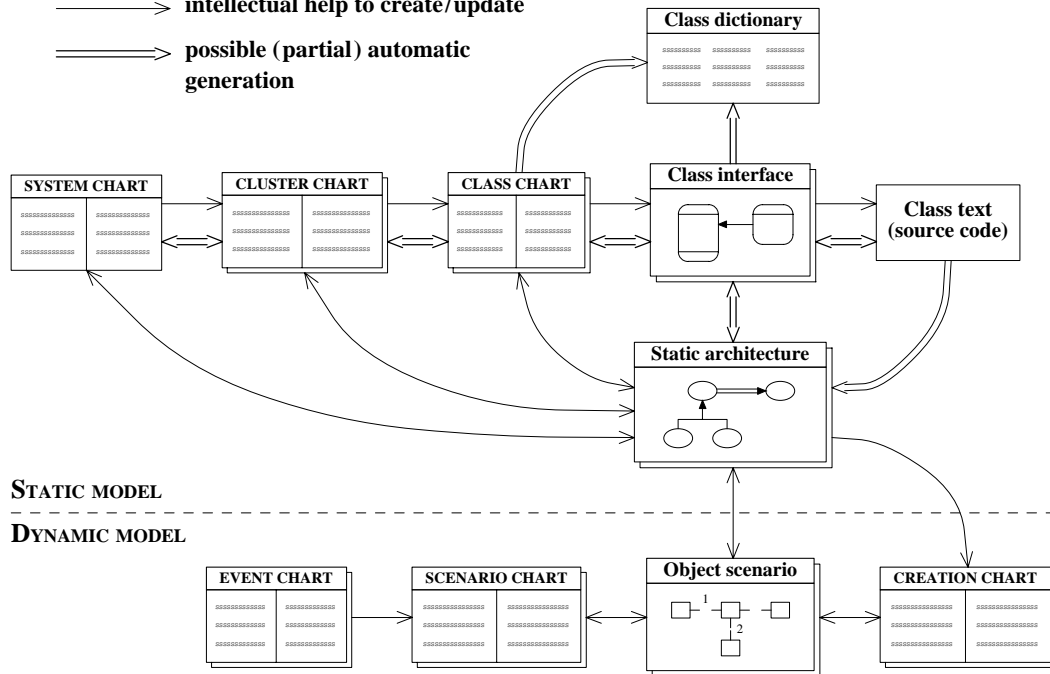 intellectual help to create/update
possible (partial) automatic
generation
Class dictionary
SYSTEM CHART
CLUSTER CHART
CLASS CHART
Class interface
Class text
(source code)
Static architecture
STATIC MODEL
DYNAMIC MODEL
EVENT CHART
SCENARIO CHART
Object scenario
1
2
CREATION CHART